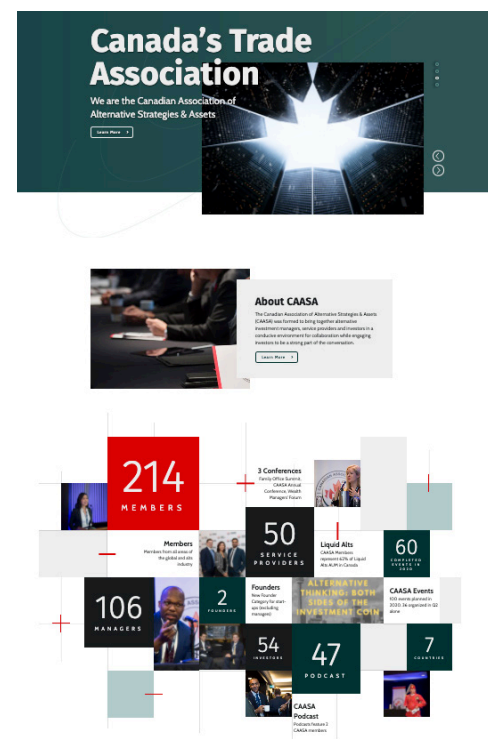 Canada's Trade
Association
We are the Canadian Association of
Alternative Strategies & Assets
Learn More
About CAASA
The Canadian Association of Alternative Strategies & Assets
(CAASA) was formed to bring together alternative
investment managers, service providers and investors in a
conducive environment for collaboration while engaging
investors to be a strong part of the conversation.
Learn More
214
MEMBERS
3 Conferences
Family Office Summit,
CAASA Annual
Conference, Wealth
Managers' Forum
Members
Members from all areas of
the global and alts
industry
50
SERVICE
PROVIDERS
Liquid Alts
CAASA Members
represent 62% of Liquid
Alts AUM in Canada
60
COMPLETED
EVENTS IN
2020
106
MANAGERS
2
FOUNDERS
Founders
New Founder
Category for start-
ups (excluding
managers)
ALTERNATIVE
THINKING: BOTH
SIDES OF THE
INVESTMENT COIN
CAASA Events
100 events planned in
2020: 36 organized in Q2
alone
54
INVESTORS
47
PODCAST
7
COUNTRIES
CAASA
Podcast
Podcasts feature 2
CAASA members